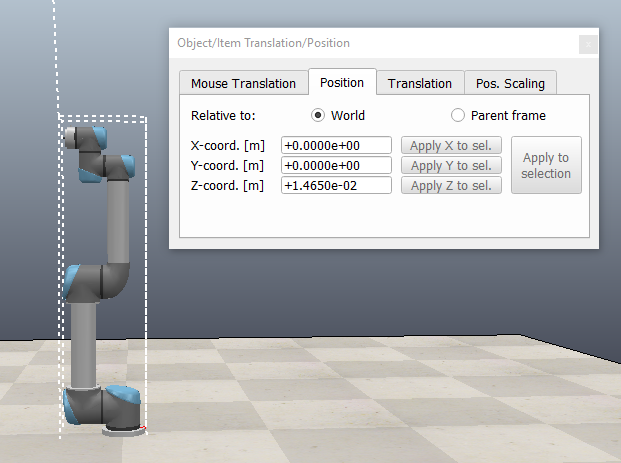 Object/Item Translation/Position
Mouse Translation Position Translation Pos. Scaling
Relative to: World Parent frame
X-coord. [m] +0.0000e+00 Apply X to sel.
Y-coord. [m] +0.0000e+00 Apply Y to sel.
Z-coord. [m] +1.4650e-02 Apply Z to sel.
Apply to
selection